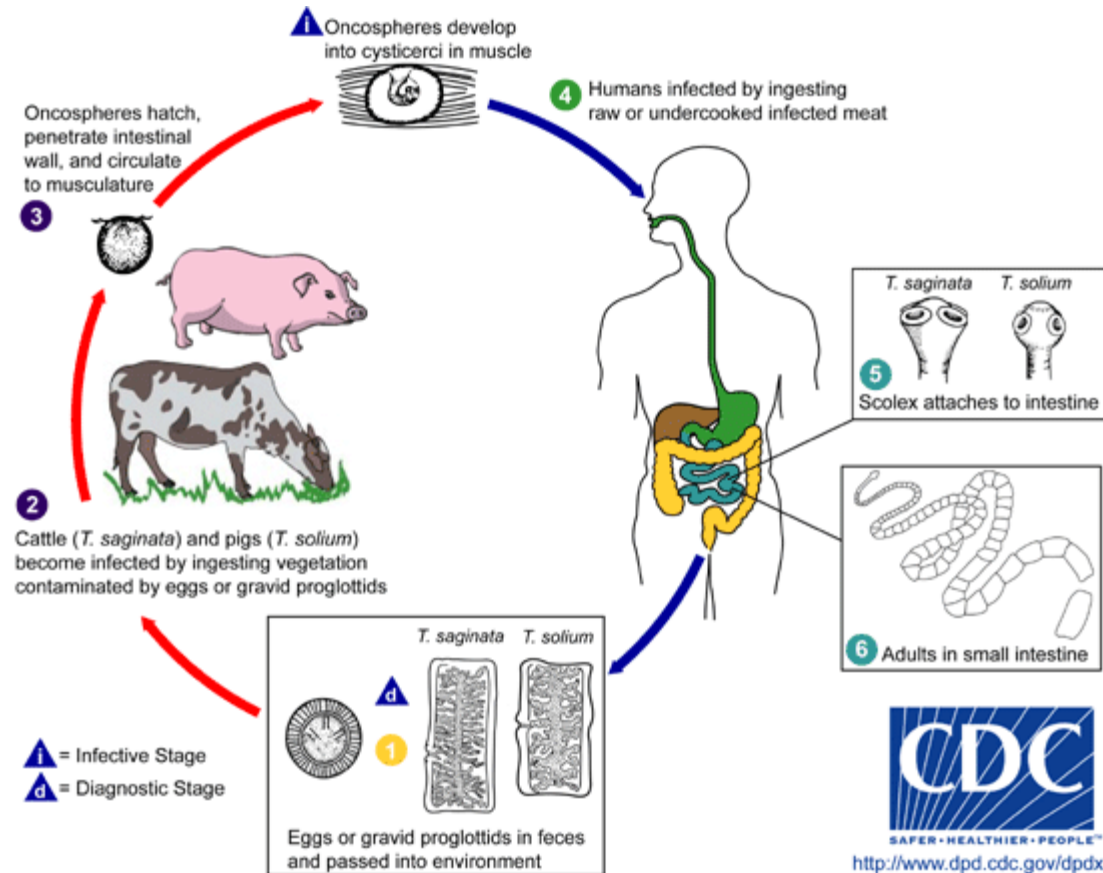 i
Oncospheres develop
into cysticerci in muscle
4
Humans infected by ingesting
raw or undercooked infected meat
Oncospheres hatch,
penetrate intestinal
wall, and circulate
to musculature
3
T. saginata
T. solium
5
Scolex attaches to intestine
2
Cattle (T. saginata) and pigs (T. solium)
become infected by ingesting vegetation
contaminated by eggs or gravid proglottids
6
Adults in small intestine
T. saginata
T. solium
d
1
Eggs or gravid proglottids in feces
and passed into environment
i = Infective Stage
d = Diagnostic Stage
CDC
SAFER·HEALTHIER·PEOPLE™
http://www.dpd.cdc.gov/dpdx